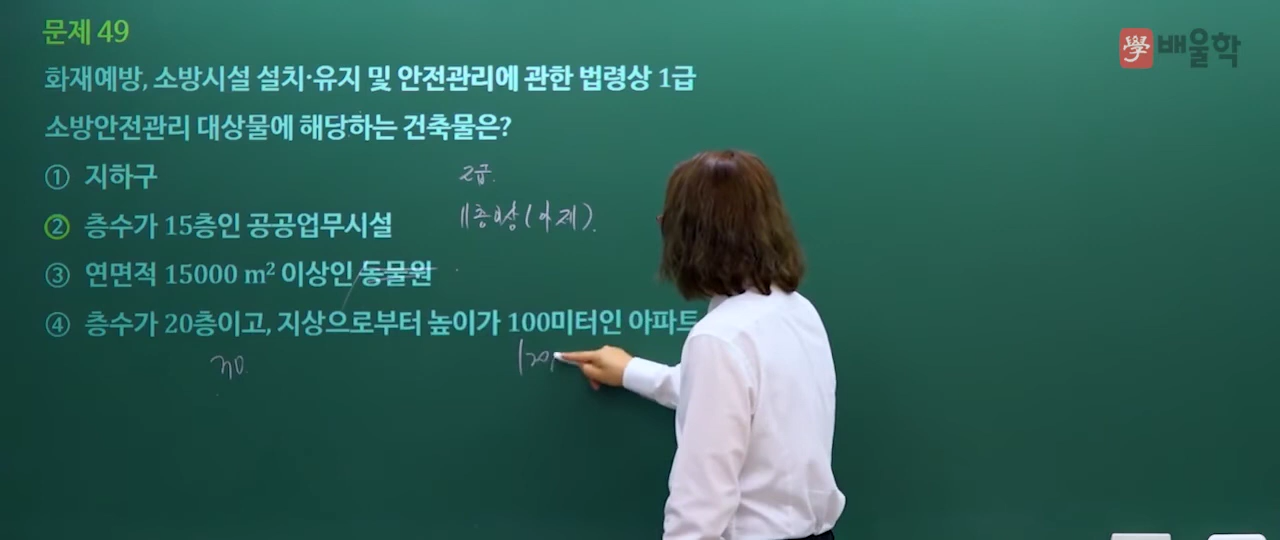 문제 49
學 배울학
화재예방, 소방시설 설치·유지 및 안전관리에 관한 법령상 1급
소방안전관리 대상물에 해당하는 건축물은?
① 지하구
2급.
② 층수가 15층인 공공업무시설
11층 이상(아제).
③ 연면적 15000 m² 이상인 동물원
④ 층수가 20층이고, 지상으로부터 높이가 100미터인 아파트
30
120